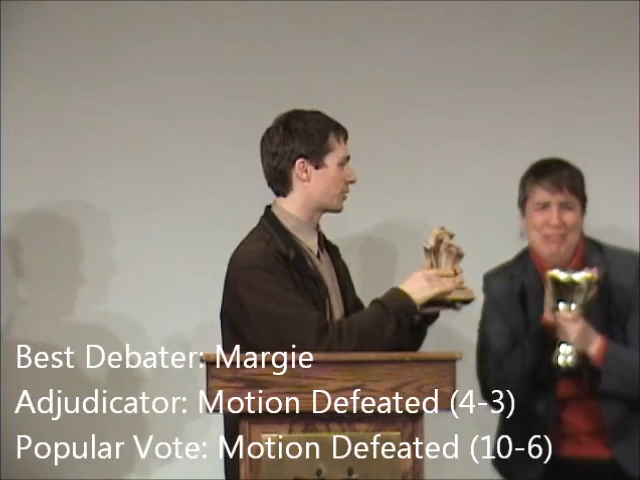 Best Debater: Margie
Adjudicator: Motion Defeated (4-3)
Popular Vote: Motion Defeated (10-6)